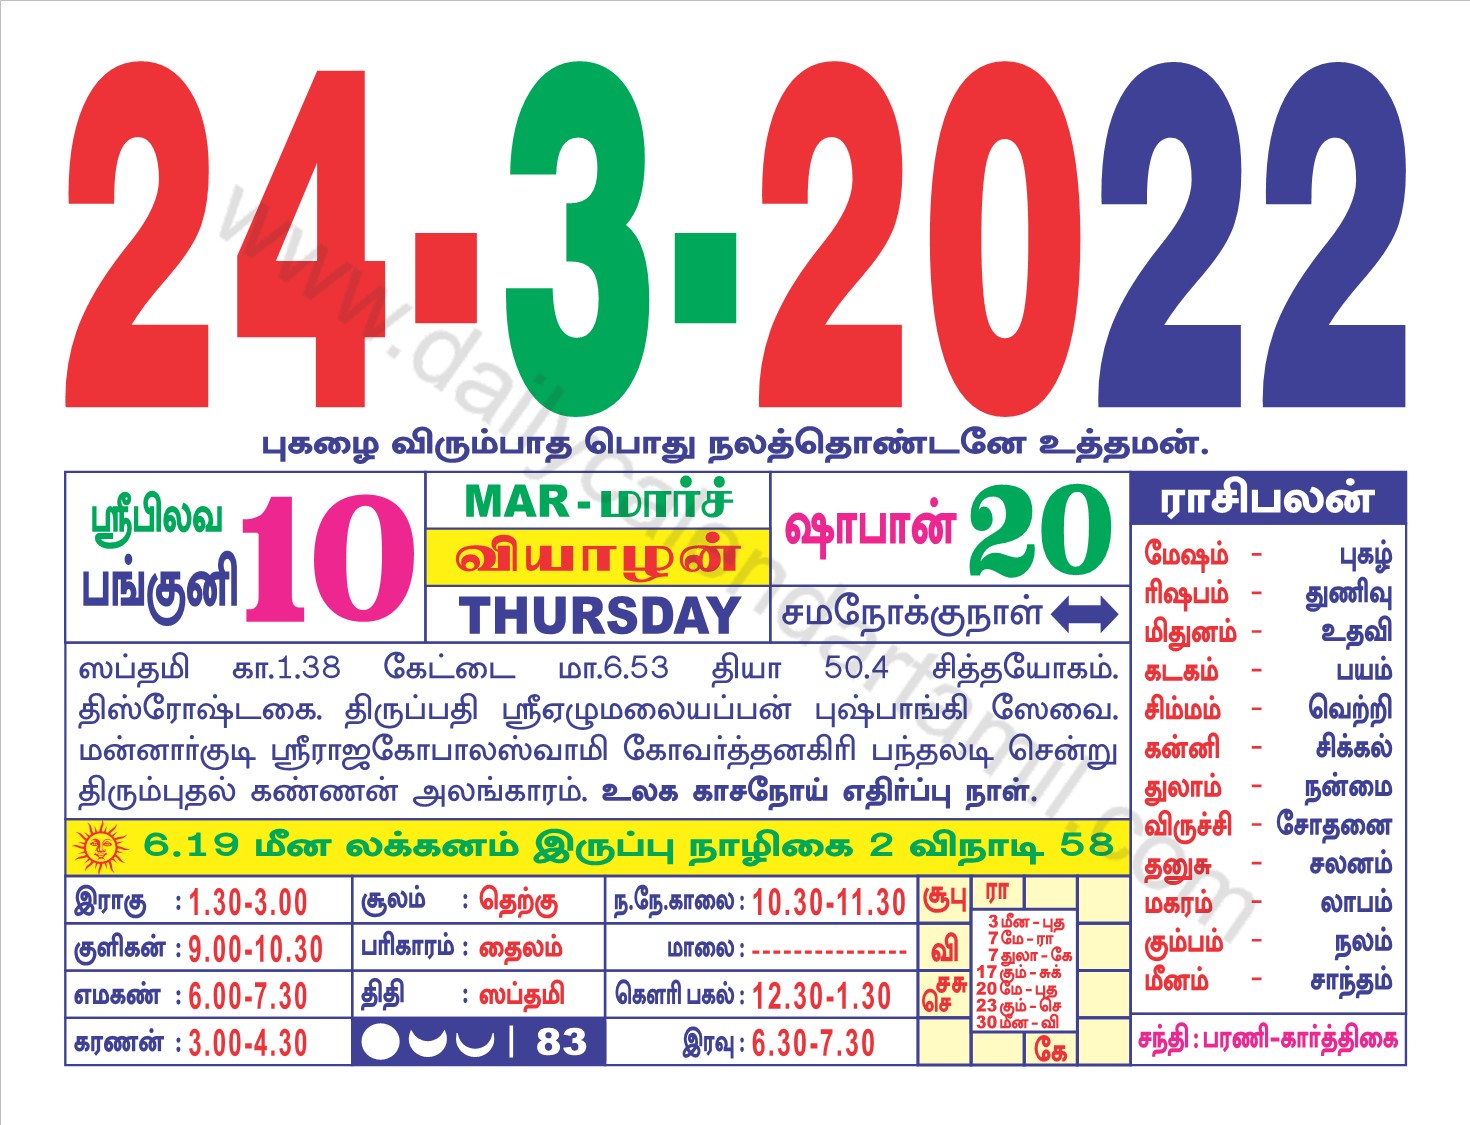 24-3-2022
www.dailycalendartamil.com
புகழை விரும்பாத பொது நலத்தொண்டனே உத்தமன்.
ஸ்ரீபிலவ
பங்குனி 10
MAR - மார்ச்
வியாழன்
THURSDAY
ஷாபான் 20
சமநோக்குநாள்
ஸப்தமி கா.1.38 கேட்டை மா.6.53 தியா 50.4 சித்தயோகம்.
திஸ்ரோஷ்டகை. திருப்பதி ஸ்ரீஏழுமலையப்பன் புஷ்பாங்கி ஸேவை.
மன்னார்குடி ஸ்ரீராஜகோபாலஸ்வாமி கோவர்த்தனகிரி பந்தலடி சென்று
திரும்புதல் கண்ணன் அலங்காரம். உலக காசநோய் எதிர்ப்பு நாள்.
6.19 மீன லக்கனம் இருப்பு நாழிகை 2 விநாடி 58
இராகு : 1.30-3.00
குளிகன் : 9.00-10.30
எமகண் : 6.00-7.30
கரணன் : 3.00-4.30
சூலம் : தெற்கு
பரிகாரம் : தைலம்
திதி : ஸப்தமி
| 83
ந.நே.காலை : 10.30-11.30
மாலை : ---------------
கௌரி பகல் : 12.30-1.30
இரவு : 6.30-7.30
சூபு
ரா
வி
சசு
செ
கே
3 மீன - புத
7 மே - ரா
7 துலா - கே
17 கும் - சுக்
20 மே - புத
23 கும் - செ
30 மீன - வி
ராசிபலன்
மேஷம் - புகழ்
ரிஷபம் - துணிவு
மிதுனம் - உதவி
கடகம் - பயம்
சிம்மம் - வெற்றி
கன்னி - சிக்கல்
துலாம் - நன்மை
விருச்சி - சோதனை
தனுசு - சலனம்
மகரம் - லாபம்
கும்பம் - நலம்
மீனம் - சாந்தம்
சந்தி : பரணி-கார்த்திகை